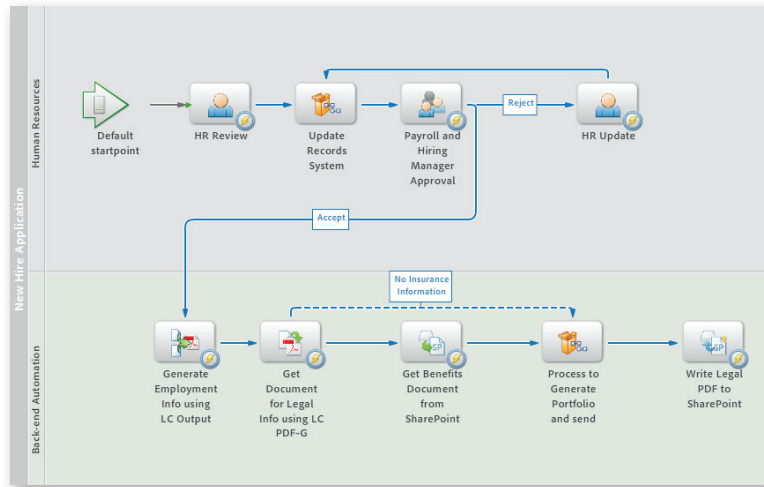 New Hire Application
Human Resources
Default
startpoint
HR Review
Update
Records
System
Payroll and
Hiring
Manager
Approval
Reject
HR Update
Accept
Back-end Automation
No Insurance
Information
Generate
Employment
Info using
LC Output
Get
Document
for Legal
Info using LC
PDF-G
SP
Get Benefits
Document
from
SharePoint
Process to
Generate
Portfolio
and send
Write Legal
PDF to
SharePoint